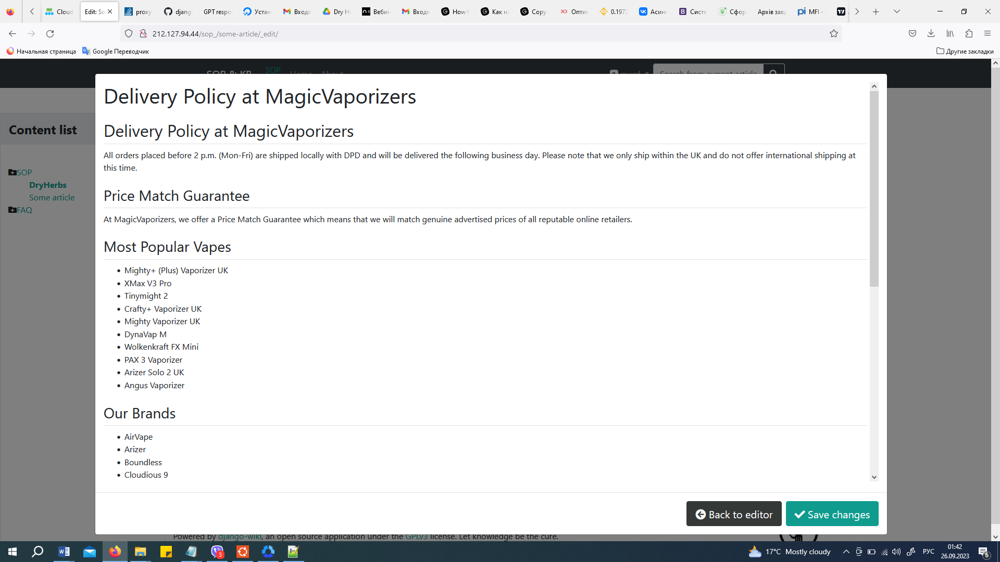 Cloud
Edit: So
proxy
djang
GPT respo
Устан
Входя
Dry H
Вебин
Входя
How t
Как на
Copy
Опти
0.1973
Асинх
Систе
Сфор
Архів завд
MFI -
212.127.94.44/sop_/some-article/_edit/
Начальная страница
Google Переводчик
Другие закладки
SOP & KB
SOP
Home
About
Search from current article
Content list
SOP
DryHerbs
Some article
FAQ
Delivery Policy at MagicVaporizers
Delivery Policy at MagicVaporizers
All orders placed before 2 p.m. (Mon-Fri) are shipped locally with DPD and will be delivered the following business day. Please note that we only ship within the UK and do not offer international shipping at
this time.
Price Match Guarantee
At MagicVaporizers, we offer a Price Match Guarantee which means that we will match genuine advertised prices of all reputable online retailers.
Most Popular Vapes
Mighty+ (Plus) Vaporizer UK
XMax V3 Pro
Tinymight 2
Crafty+ Vaporizer UK
Mighty Vaporizer UK
DynaVap M
Wolkenkraft FX Mini
PAX 3 Vaporizer
Arizer Solo 2 UK
Angus Vaporizer
Our Brands
AirVape
Arizer
Boundless
Cloudious 9
Back to editor
Save changes
Powered by django-wiki, an open source application under the GPLv3 license. Let knowledge be the cure.
3
17°C Mostly cloudy
РУС
01:42
26.09.2023
6